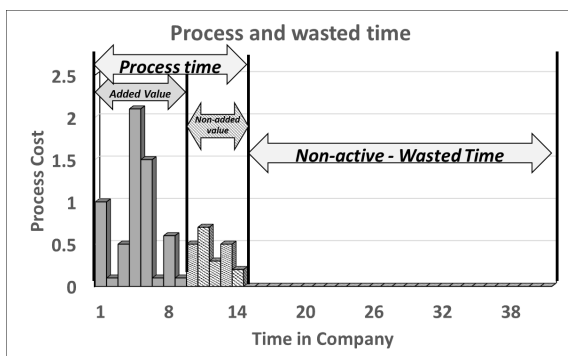 Process and wasted time
Process time
Added Value
Non-added
value
Non-active - Wasted Time
Process Cost
2.5
2
1.5
1
0.5
0
1 8 14 20 26 32 38
Time in Company